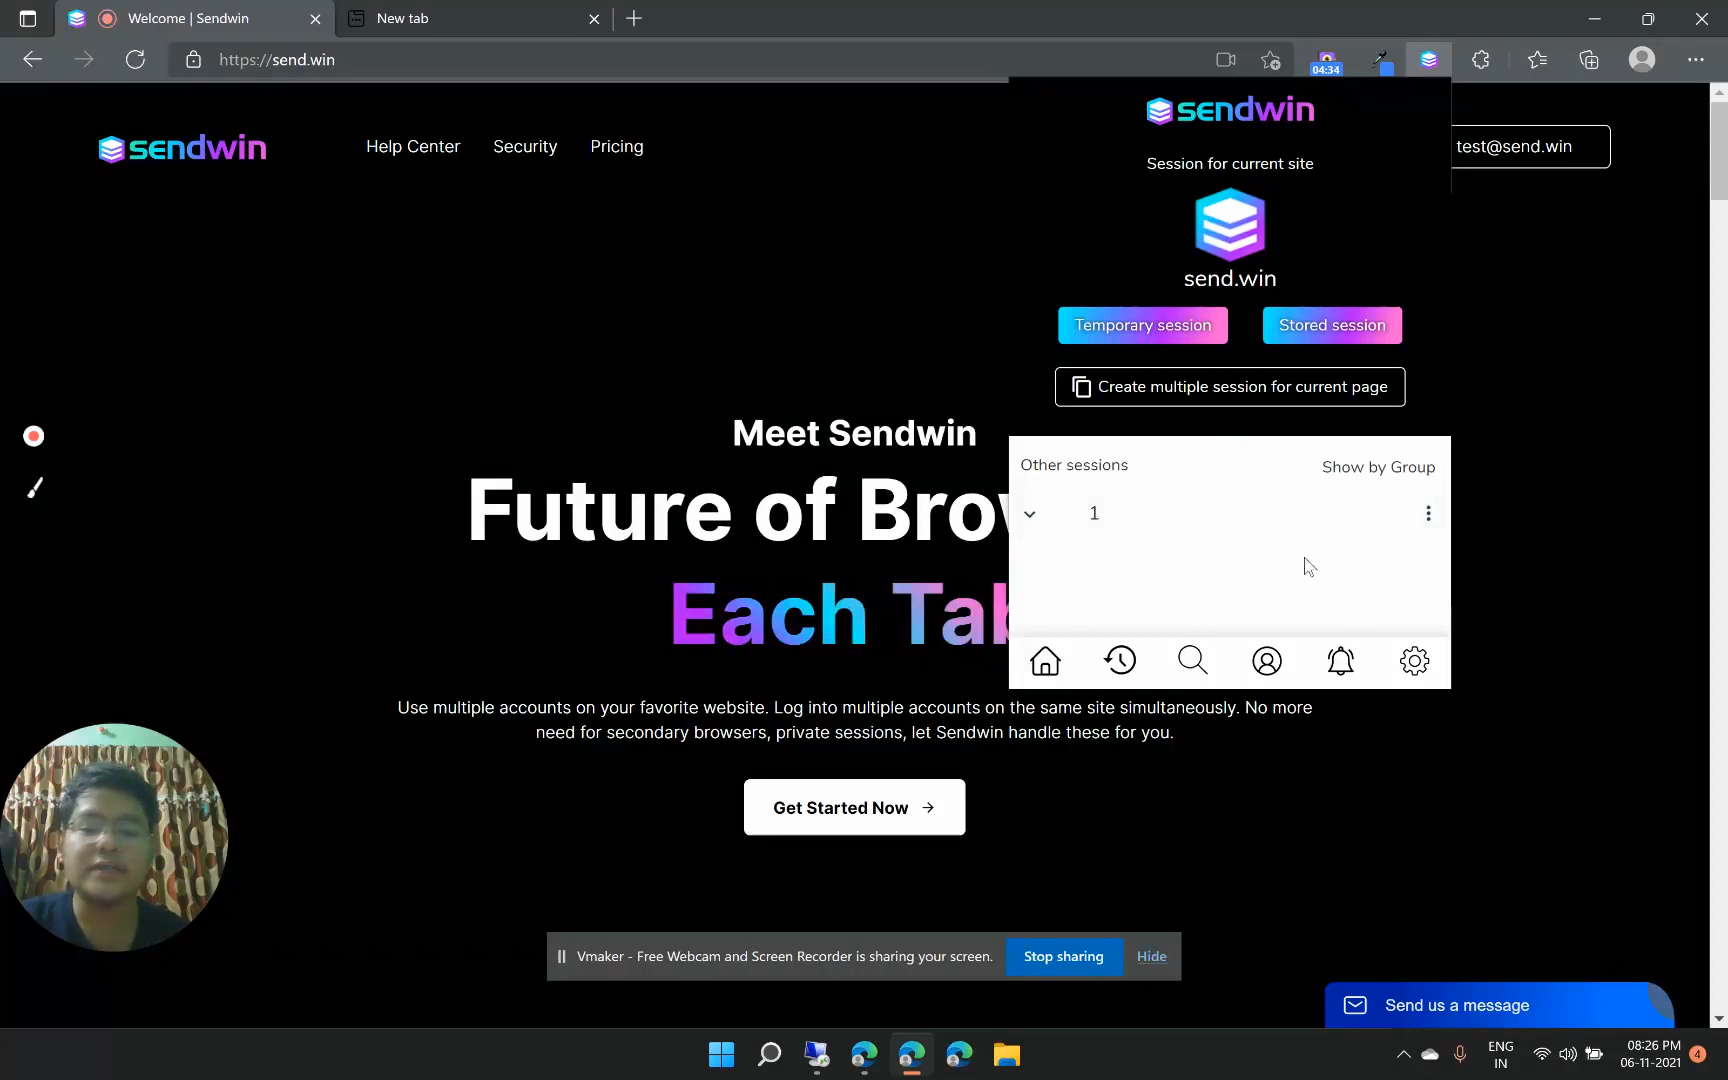 Welcome | Sendwin
New tab
https://send.win
04:34
sendwin
Help Center
Security
Pricing
test@send.win
sendwin
Session for current site
send.win
Temporary session
Stored session
Create multiple session for current page
Other sessions
Show by Group
1
Meet Sendwin
Future of Brow
Each Tab
Use multiple accounts on your favorite website. Log into multiple accounts on the same site simultaneously. No more
need for secondary browsers, private sessions, let Sendwin handle these for you.
Get Started Now
Vmaker - Free Webcam and Screen Recorder is sharing your screen.
Stop sharing
Hide
Send us a message
ENG
IN
08:26 PM
06-11-2021
4